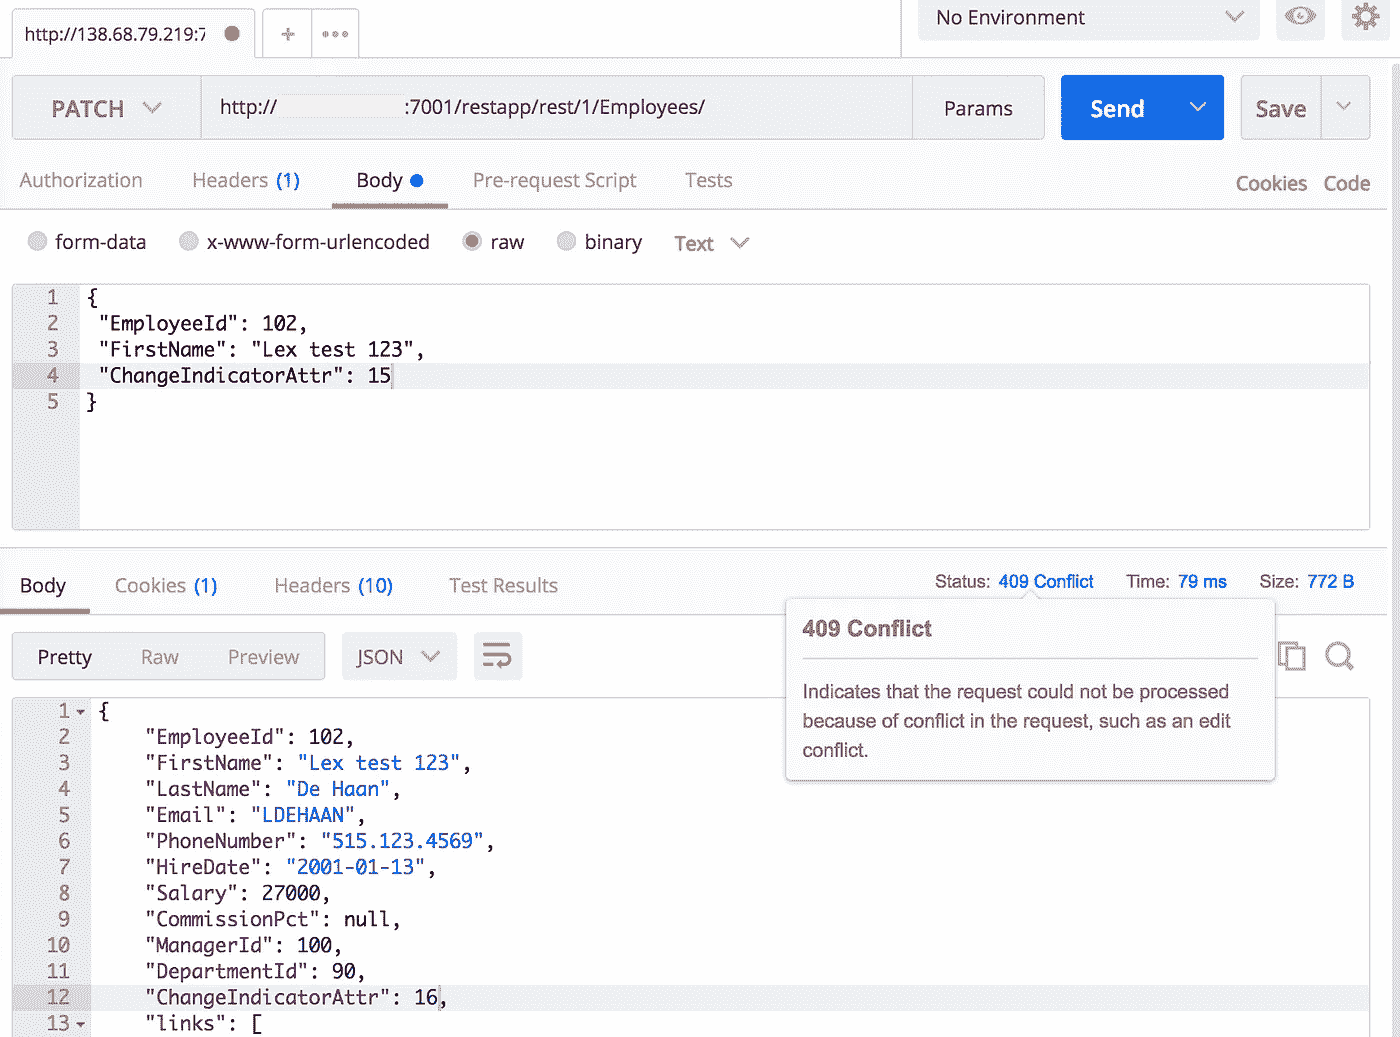 http://138.68.79.219:7
No Environment
PATCH http:// :7001/restapp/rest/1/Employees/ Params Send Save
Authorization Headers (1) Body Pre-request Script Tests Cookies Code
form-data x-www-form-urlencoded raw binary Text
1 {
2 "EmployeeId": 102,
3 "FirstName": "Lex test 123",
4 "ChangeIndicatorAttr": 15
5 }
Body Cookies (1) Headers (10) Test Results Status: 409 Conflict Time: 79 ms Size: 772 B
409 Conflict
Indicates that the request could not be processed
because of conflict in the request, such as an edit
conflict.
Pretty Raw Preview JSON
1 {
2 "EmployeeId": 102,
3 "FirstName": "Lex test 123",
4 "LastName": "De Haan",
5 "Email": "LDEHAAN",
6 "PhoneNumber": "515.123.4569",
7 "HireDate": "2001-01-13",
8 "Salary": 27000,
9 "CommissionPct": null,
10 "ManagerId": 100,
11 "DepartmentId": 90,
12 "ChangeIndicatorAttr": 16,
13 "links": [